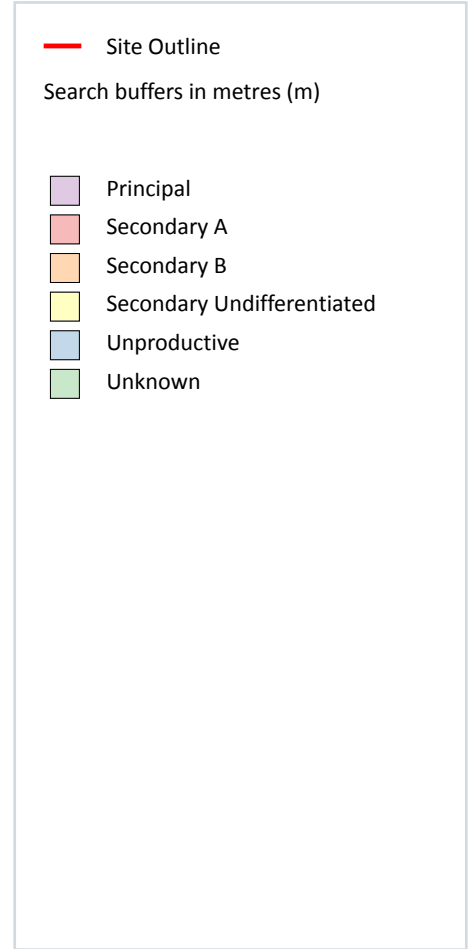 Site Outline
Search buffers in metres (m)
Principal
Secondary A
Secondary B
Secondary Undifferentiated
Unproductive
Unknown